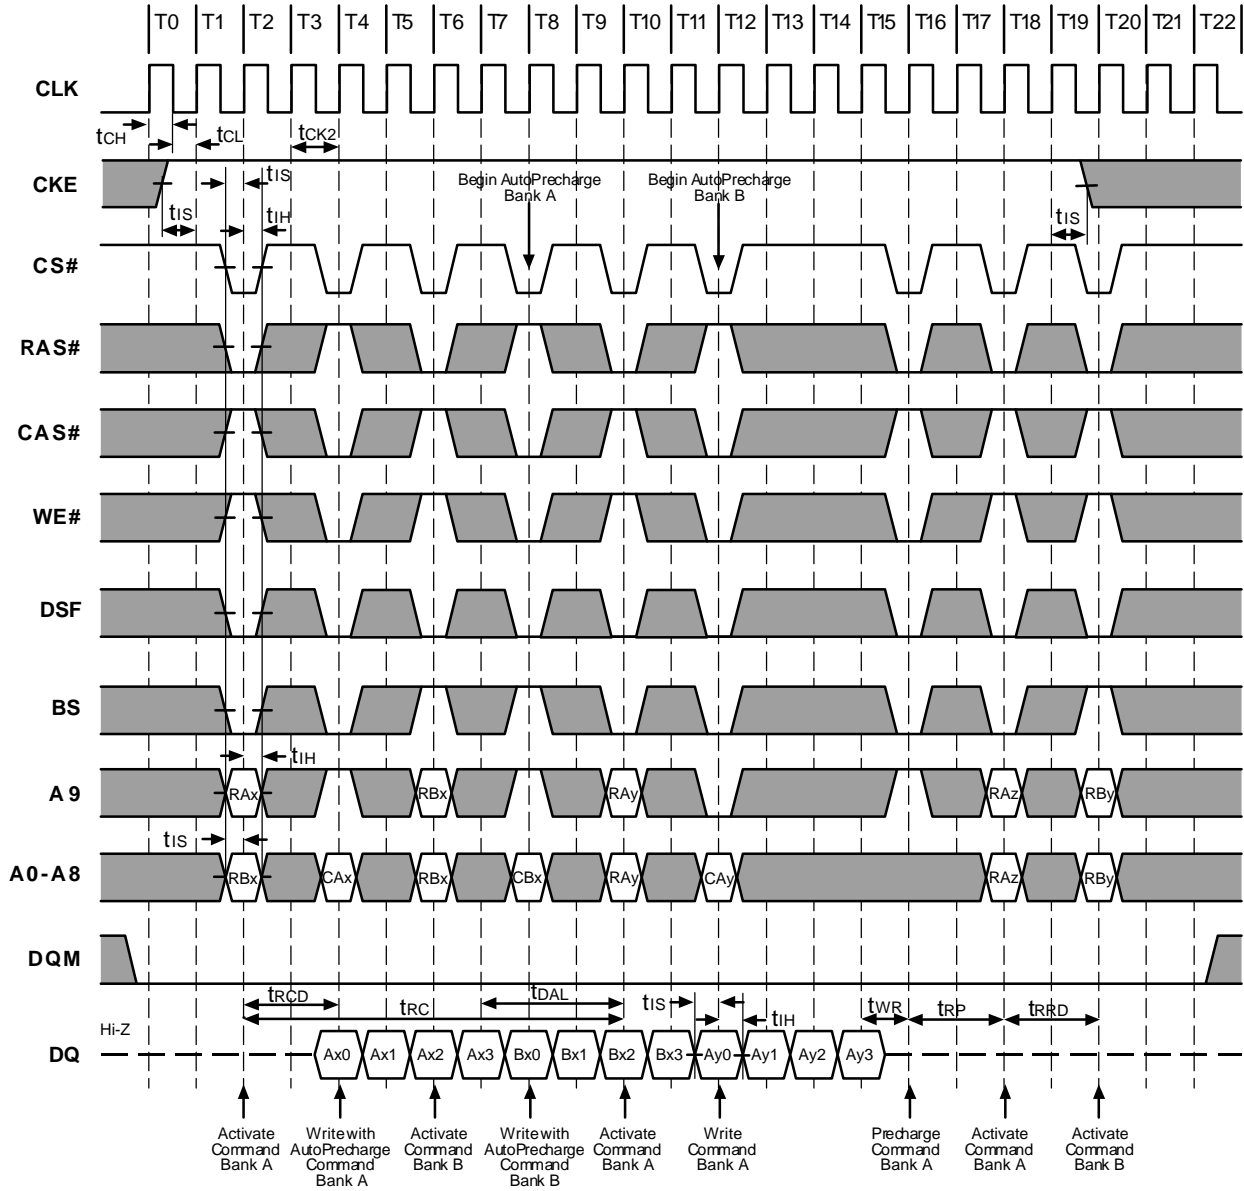 T0 T1 T2 T3 T4 T5 T6 T7 T8 T9 T10 T11 T12 T13 T14 T15 T16 T17 T18 T19 T20 T21 T22
CLK
tCH tCL tCK2
CKE
tIS
Begin AutoPrecharge
Bank A
Begin AutoPrecharge
Bank B
tIS tIH tIS
CS#
RAS#
CAS#
WE#
DSF
BS
tIH
A9
RAx RBx RAy RAz RBy
tIS
A0-A8
RBx CAx RBx CBx RAy CAy RAz RBy
DQM
tRCD tRC tDAL tIS tIH tWR tRP tRRD
Hi-Z
DQ
Ax0 Ax1 Ax2 Ax3 Bx0 Bx1 Bx2 Bx3 Ay0 Ay1 Ay2 Ay3
Activate
Command
Bank A
Write with
AutoPrecharge
Command
Bank A
Activate
Command
Bank B
Write with
AutoPrecharge
Command
Bank B
Activate
Command
Bank A
Write
Command
Bank A
Precharge
Command
Bank A
Activate
Command
Bank A
Activate
Command
Bank B